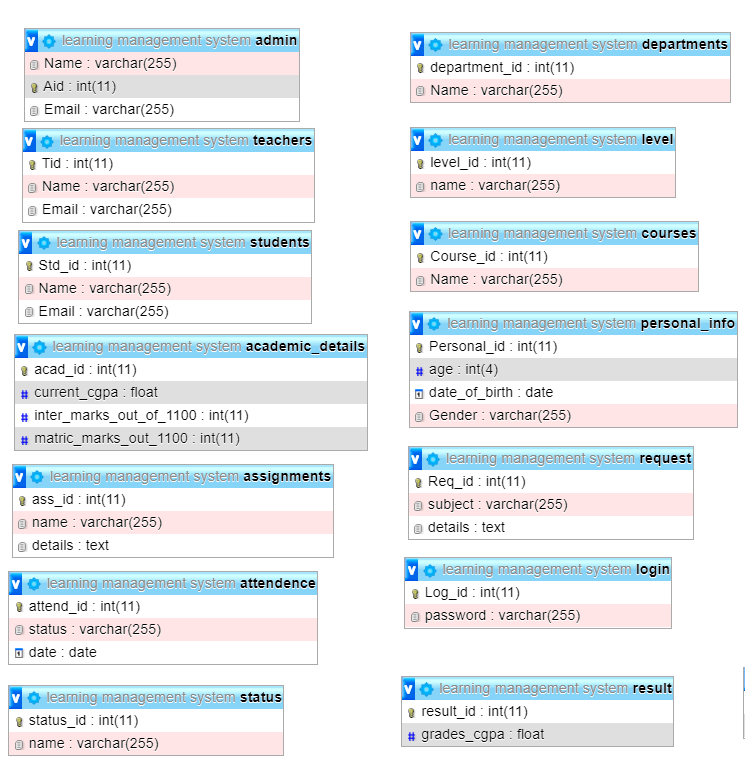 learning management system admin
Name : varchar(255)
Aid : int(11)
Email : varchar(255)
learning management system teachers
Tid : int(11)
Name : varchar(255)
Email : varchar(255)
learning management system students
Std_id : int(11)
Name : varchar(255)
Email : varchar(255)
learning management system academic_details
acad_id : int(11)
current_cgpa : float
inter_marks_out_of_1100 : int(11)
matric_marks_out_1100 : int(11)
learning management system assignments
ass_id : int(11)
name : varchar(255)
details : text
learning management system attendence
attend_id : int(11)
status : varchar(255)
date : date
learning management system status
status_id : int(11)
name : varchar(255)
learning management system departments
department_id : int(11)
Name : varchar(255)
learning management system level
level_id : int(11)
name : varchar(255)
learning management system courses
Course_id : int(11)
Name : varchar(255)
learning management system personal_info
Personal_id : int(11)
age : int(4)
date_of_birth : date
Gender : varchar(255)
learning management system request
Req_id : int(11)
subject : varchar(255)
details : text
learning management system login
Log_id : int(11)
password : varchar(255)
learning management system result
result_id : int(11)
grades_cgpa : float